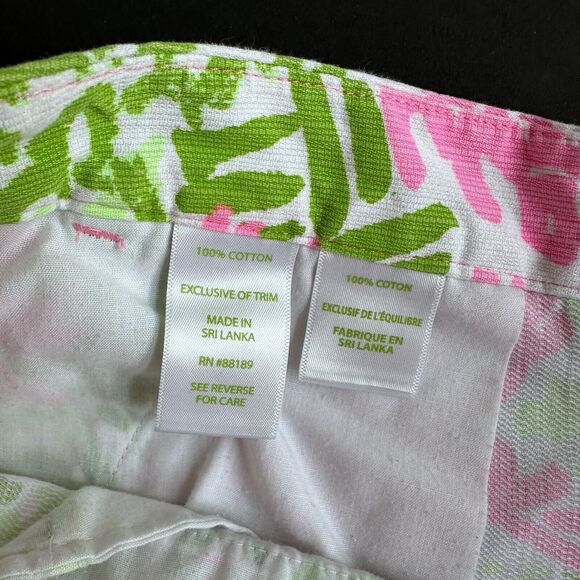 100% COTTON
EXCLUSIVE OF TRIM
MADE IN
SRI LANKA
RN #88189
SEE REVERSE
FOR CARE
100% COTON
EXCLUSIF DE L'ÉQUILIBRE
FABRIQUE EN
SRI LANKA